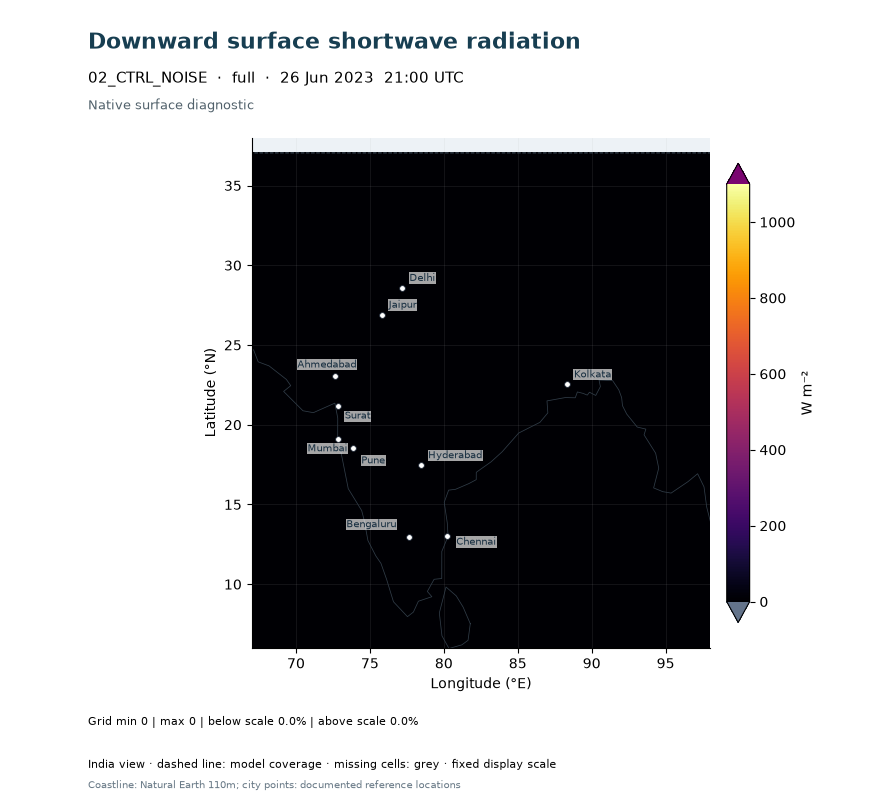 Downward surface shortwave radiation
02_CTRL_NOISE · full · 26 Jun 2023 21:00 UTC
Native surface diagnostic
35
30
25
20
15
10
Latitude (°N)
Delhi
Jaipur
Ahmedabad
Kolkata
Surat
Mumbai
Pune
Hyderabad
Bengaluru
Chennai
1000
800
600
400
200
0
W m⁻²
70 75 80 85 90 95
Longitude (°E)
Grid min 0 | max 0 | below scale 0.0% | above scale 0.0%
India view · dashed line: model coverage · missing cells: grey · fixed display scale
Coastline: Natural Earth 110m; city points: documented reference locations